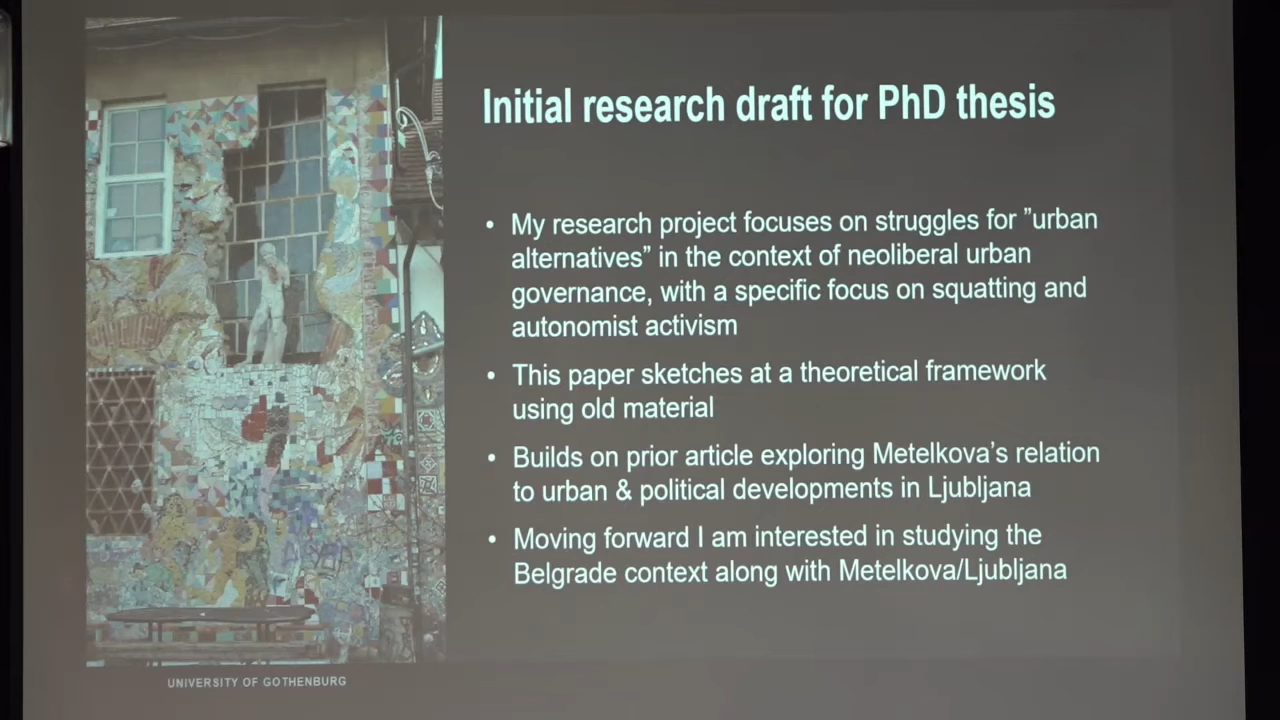 Initial research draft for PhD thesis
• My research project focuses on struggles for ”urban
alternatives” in the context of neoliberal urban
governance, with a specific focus on squatting and
autonomist activism
• This paper sketches at a theoretical framework
using old material
• Builds on prior article exploring Metelkova’s relation
to urban & political developments in Ljubljana
• Moving forward I am interested in studying the
Belgrade context along with Metelkova/Ljubljana
UNIVERSITY OF GOTHENBURG